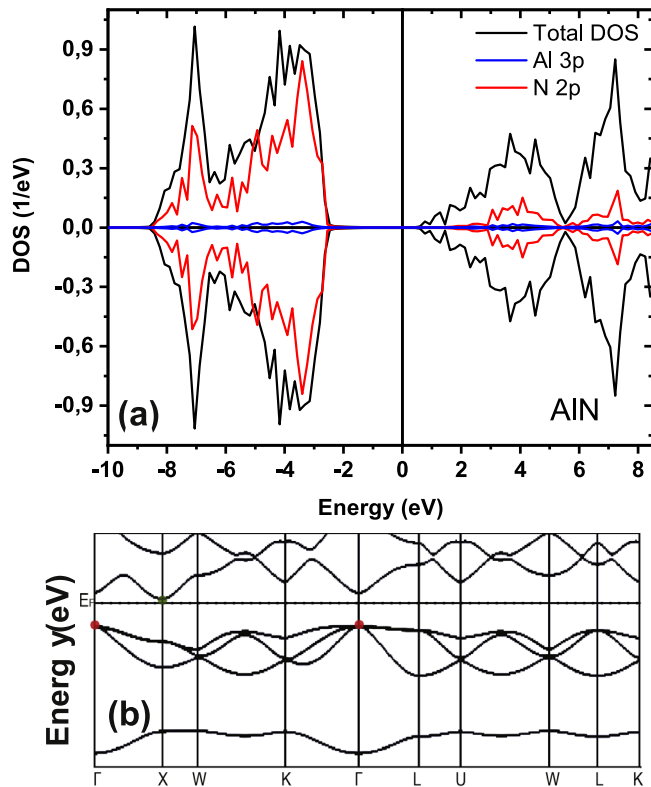 Total DOS
Al 3p
N 2p
0,9
0,6
0,3
0,0
-0,3
-0,6
-0,9
DOS (1/eV)
(a)
AlN
-10 -8 -6 -4 -2 0 2 4 6 8
Energy (eV)
Energ y(eV)
EF
(b)
Γ X W K Γ L U W L K